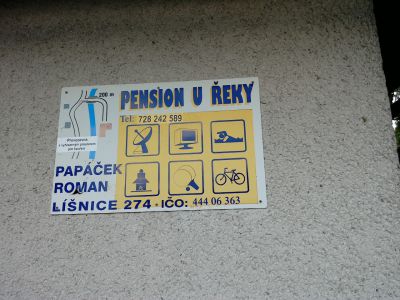 200 m
PENSION U ŘEKY
Tel: 728 242 589
PAPÁČEK
ROMAN
LÍŠNICE 274 · IČO: 444 06 363